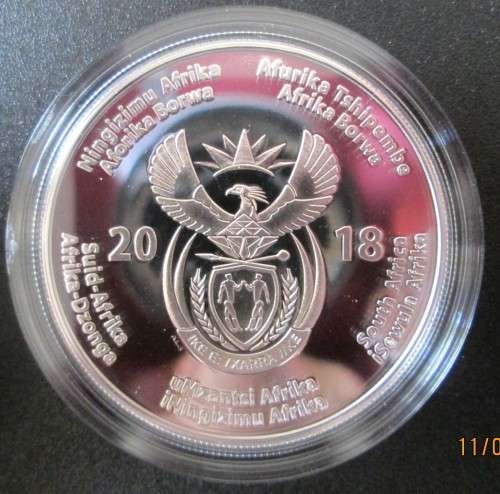 Ningizimu Afrika
Aforika Borwa
Afurika Tshipembe
Afrika Borwa
20 18
Suid-Afrika
Afrika-Dzonga
South Africa
iSewula Afrika
!KE E: /XARRA //KE
ALS
uMzantsi Afrika
iNingizimu Afrika
11/0